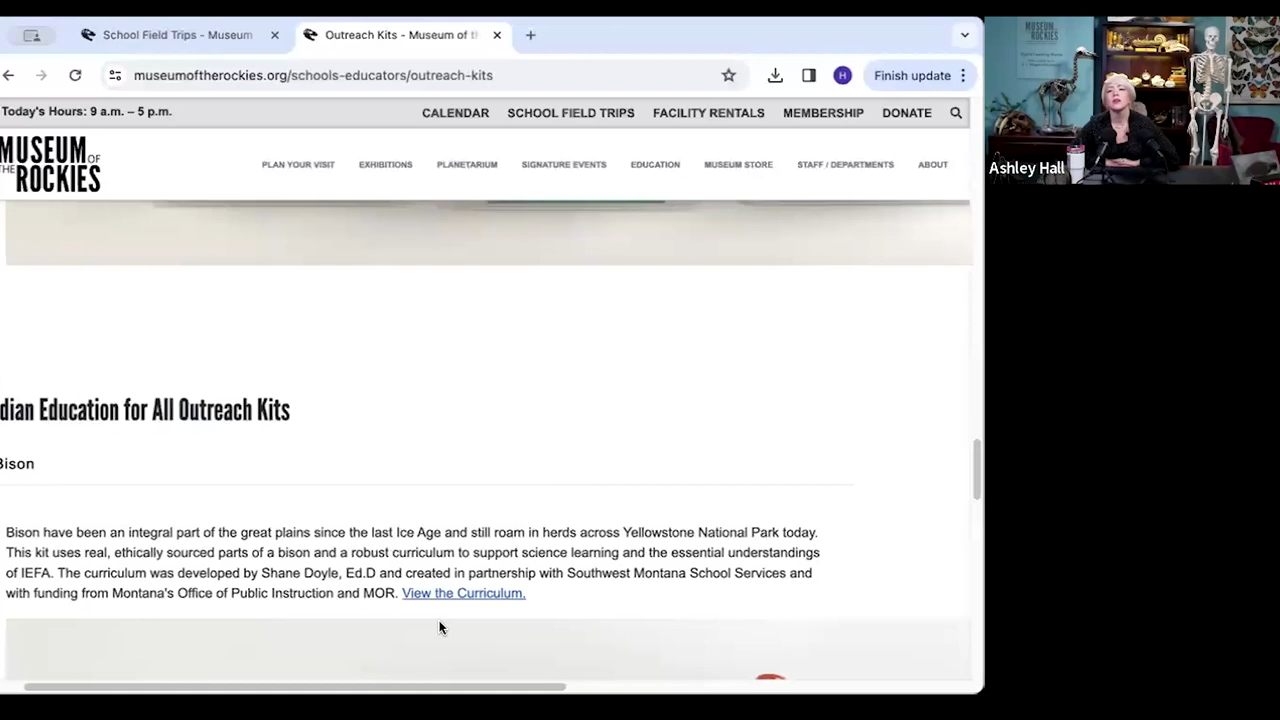 School Field Trips - Museum
Outreach Kits - Museum of t
museumoftherockies.org/schools-educators/outreach-kits
H
Finish update
Today's Hours: 9 a.m. – 5 p.m.
CALENDAR
SCHOOL FIELD TRIPS
FACILITY RENTALS
MEMBERSHIP
DONATE
MUSEUM OF
THE ROCKIES
PLAN YOUR VISIT
EXHIBITIONS
PLANETARIUM
SIGNATURE EVENTS
EDUCATION
MUSEUM STORE
STAFF / DEPARTMENTS
ABOUT
dian Education for All Outreach Kits
Bison
Bison have been an integral part of the great plains since the last Ice Age and still roam in herds across Yellowstone National Park today.
This kit uses real, ethically sourced parts of a bison and a robust curriculum to support science learning and the essential understandings
of IEFA. The curriculum was developed by Shane Doyle, Ed.D and created in partnership with Southwest Montana School Services and
with funding from Montana's Office of Public Instruction and MOR. View the Curriculum.
MUSEUM
ROCKIES
Ashley Hall